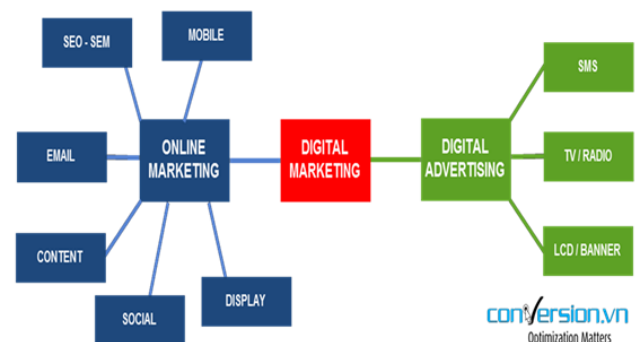 SEO - SEM
MOBILE
EMAIL
ONLINE
MARKETING
CONTENT
SOCIAL
DISPLAY
DIGITAL
MARKETING
DIGITAL
ADVERTISING
SMS
TV / RADIO
LCD / BANNER
conversion.vn
Optimization Matters